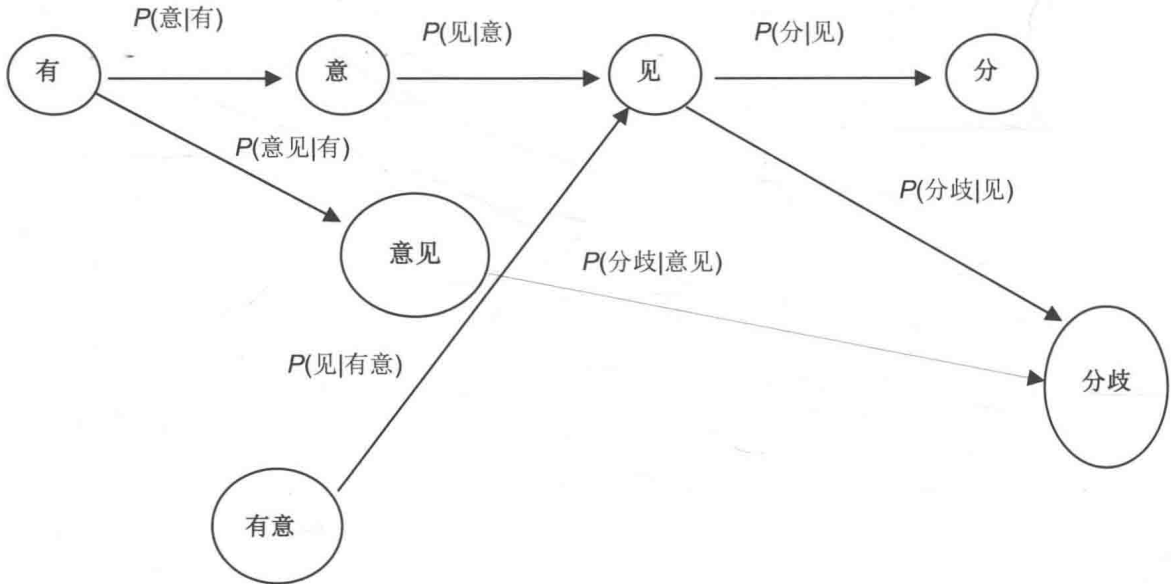 P(意|有)
P(见|意)
P(分|见)
有
意
见
分
P(意见|有)
P(分歧|见)
意见
P(分歧|意见)
P(见|有意)
分歧
有意